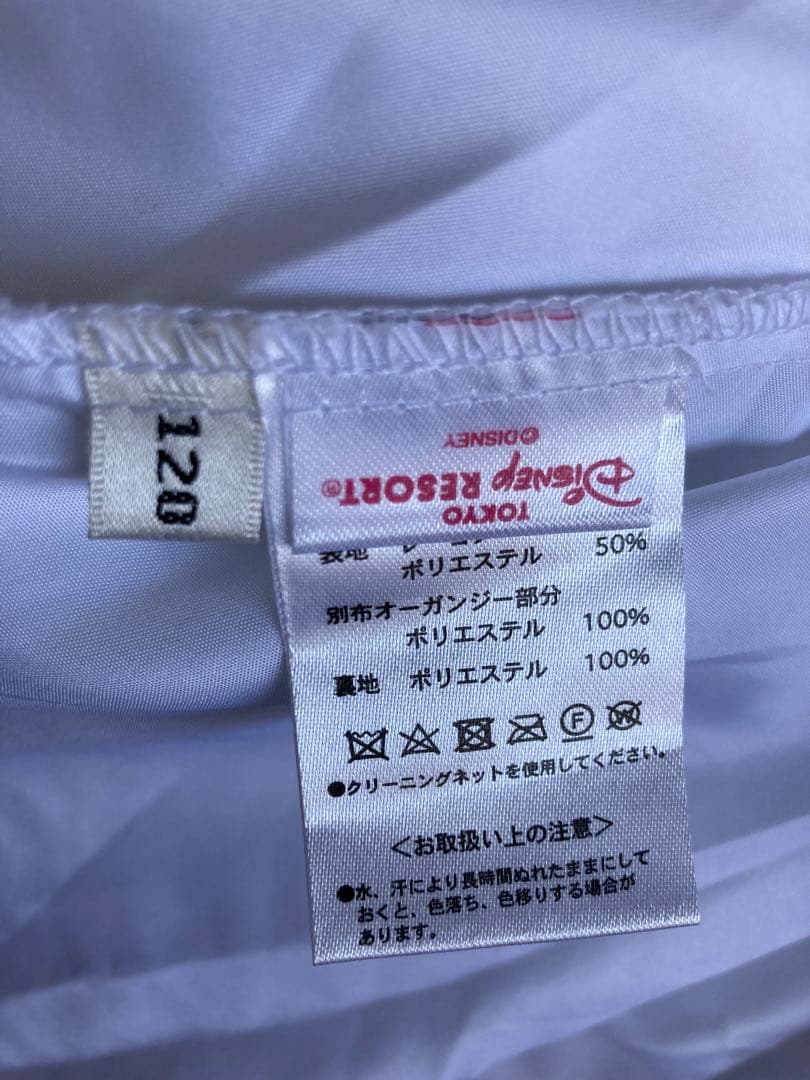 120
TOKYO
DISNEY RESORT®
© DISNEY
表地
ポリエステル 50%
別布オーガンジー部分
ポリエステル 100%
裏地 ポリエステル 100%
F
W
●クリーニングネットを使用してください。
<お取扱い上の注意>
●水、汗により長時間ぬれたままにして
おくと、色落ち、色移りする場合が
あります。